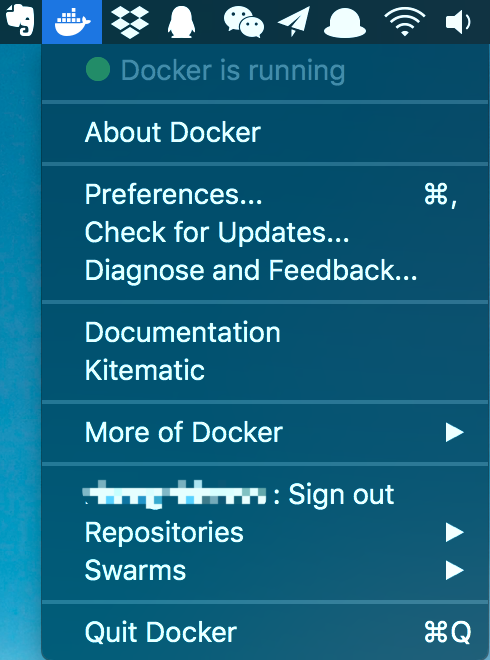 Docker is running
About Docker
Preferences... ⌘,
Check for Updates...
Diagnose and Feedback...
Documentation
Kitematic
More of Docker ▶
: Sign out
Repositories ▶
Swarms ▶
Quit Docker ⌘Q